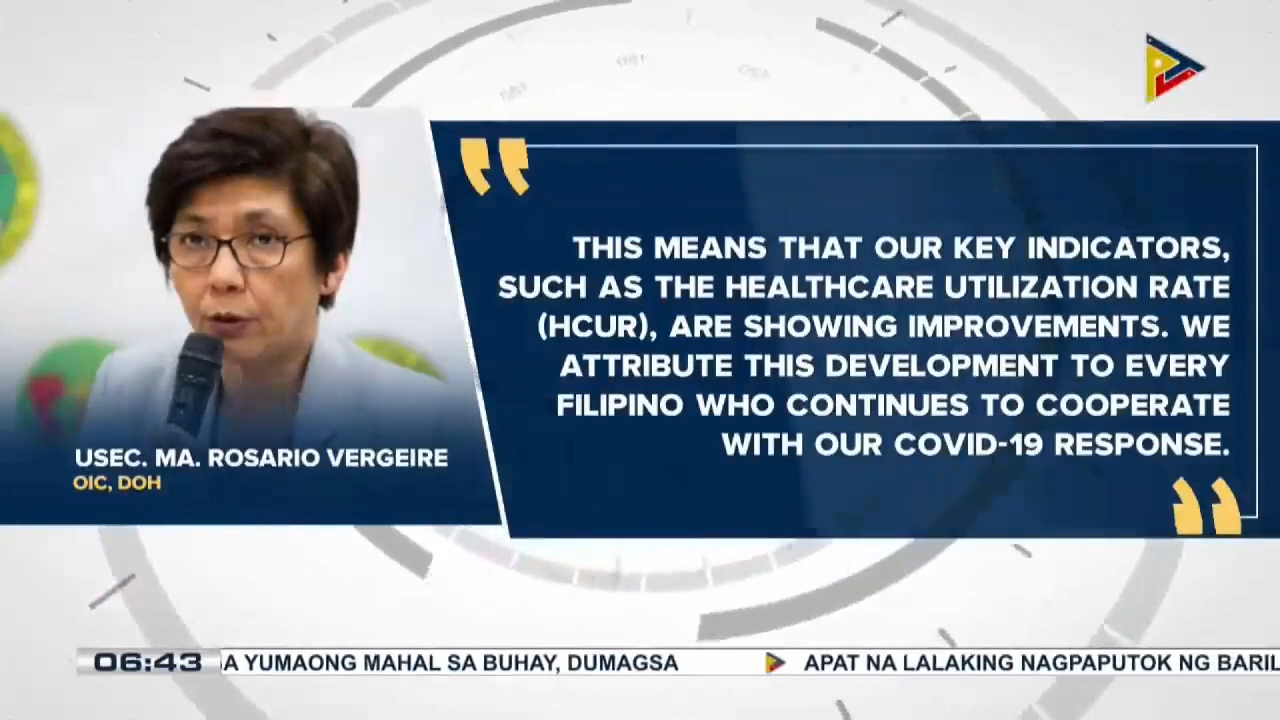 THIS MEANS THAT OUR KEY INDICATORS,
SUCH AS THE HEALTHCARE UTILIZATION RATE
(HCUR), ARE SHOWING IMPROVEMENTS. WE
ATTRIBUTE THIS DEVELOPMENT TO EVERY
FILIPINO WHO CONTINUES TO COOPERATE
WITH OUR COVID-19 RESPONSE.
USEC. MA. ROSARIO VERGEIRE
OIC, DOH
06:43 A YUMAONG MAHAL SA BUHAY, DUMAGSA APAT NA LALAKING NAGPAPUTOK NG BARIL